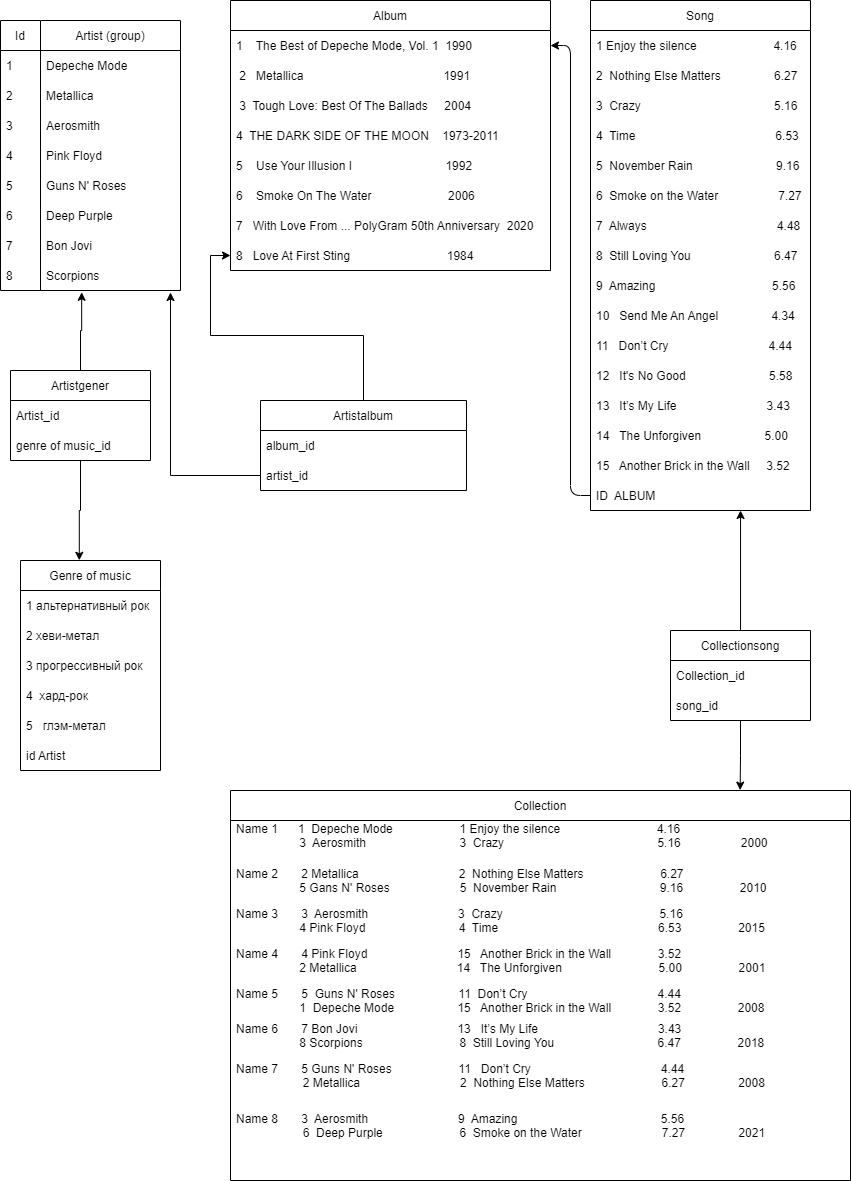 Id Artist (group)
1 Depeche Mode
2 Metallica
3 Aerosmith
4 Pink Floyd
5 Guns N' Roses
6 Deep Purple
7 Bon Jovi
8 Scorpions
Album
1 The Best of Depeche Mode, Vol. 1 1990
2 Metallica 1991
3 Tough Love: Best Of The Ballads 2004
4 THE DARK SIDE OF THE MOON 1973-2011
5 Use Your Illusion I 1992
6 Smoke On The Water 2006
7 With Love From ... PolyGram 50th Anniversary 2020
8 Love At First Sting 1984
Song
1 Enjoy the silence 4.16
2 Nothing Else Matters 6.27
3 Crazy 5.16
4 Time 6.53
5 November Rain 9.16
6 Smoke on the Water 7.27
7 Always 4.48
8 Still Loving You 6.47
9 Amazing 5.56
10 Send Me An Angel 4.34
11 Don’t Cry 4.44
12 It's No Good 5.58
13 It’s My Life 3.43
14 The Unforgiven 5.00
15 Another Brick in the Wall 3.52
ID ALBUM
Artistgener
Artist_id
genre of music_id
Artistalbum
album_id
artist_id
Genre of music
1 альтернативный рок
2 хеви-метал
3 прогрессивный рок
4 хард-рок
5 глэм-метал
id Artist
Collectionsong
Collection_id
song_id
Collection
Name 1 1 Depeche Mode 1 Enjoy the silence 4.16
3 Aerosmith 3 Crazy 5.16 2000
Name 2 2 Metallica 2 Nothing Else Matters 6.27
5 Gans N' Roses 5 November Rain 9.16 2010
Name 3 3 Aerosmith 3 Crazy 5.16
4 Pink Floyd 4 Time 6.53 2015
Name 4 4 Pink Floyd 15 Another Brick in the Wall 3.52
2 Metallica 14 The Unforgiven 5.00 2001
Name 5 5 Guns N' Roses 11 Don’t Cry 4.44
1 Depeche Mode 15 Another Brick in the Wall 3.52 2008
Name 6 7 Bon Jovi 13 It’s My Life 3.43
8 Scorpions 8 Still Loving You 6.47 2018
Name 7 5 Guns N' Roses 11 Don’t Cry 4.44
2 Metallica 2 Nothing Else Matters 6.27 2008
Name 8 3 Aerosmith 9 Amazing 5.56
6 Deep Purple 6 Smoke on the Water 7.27 2021